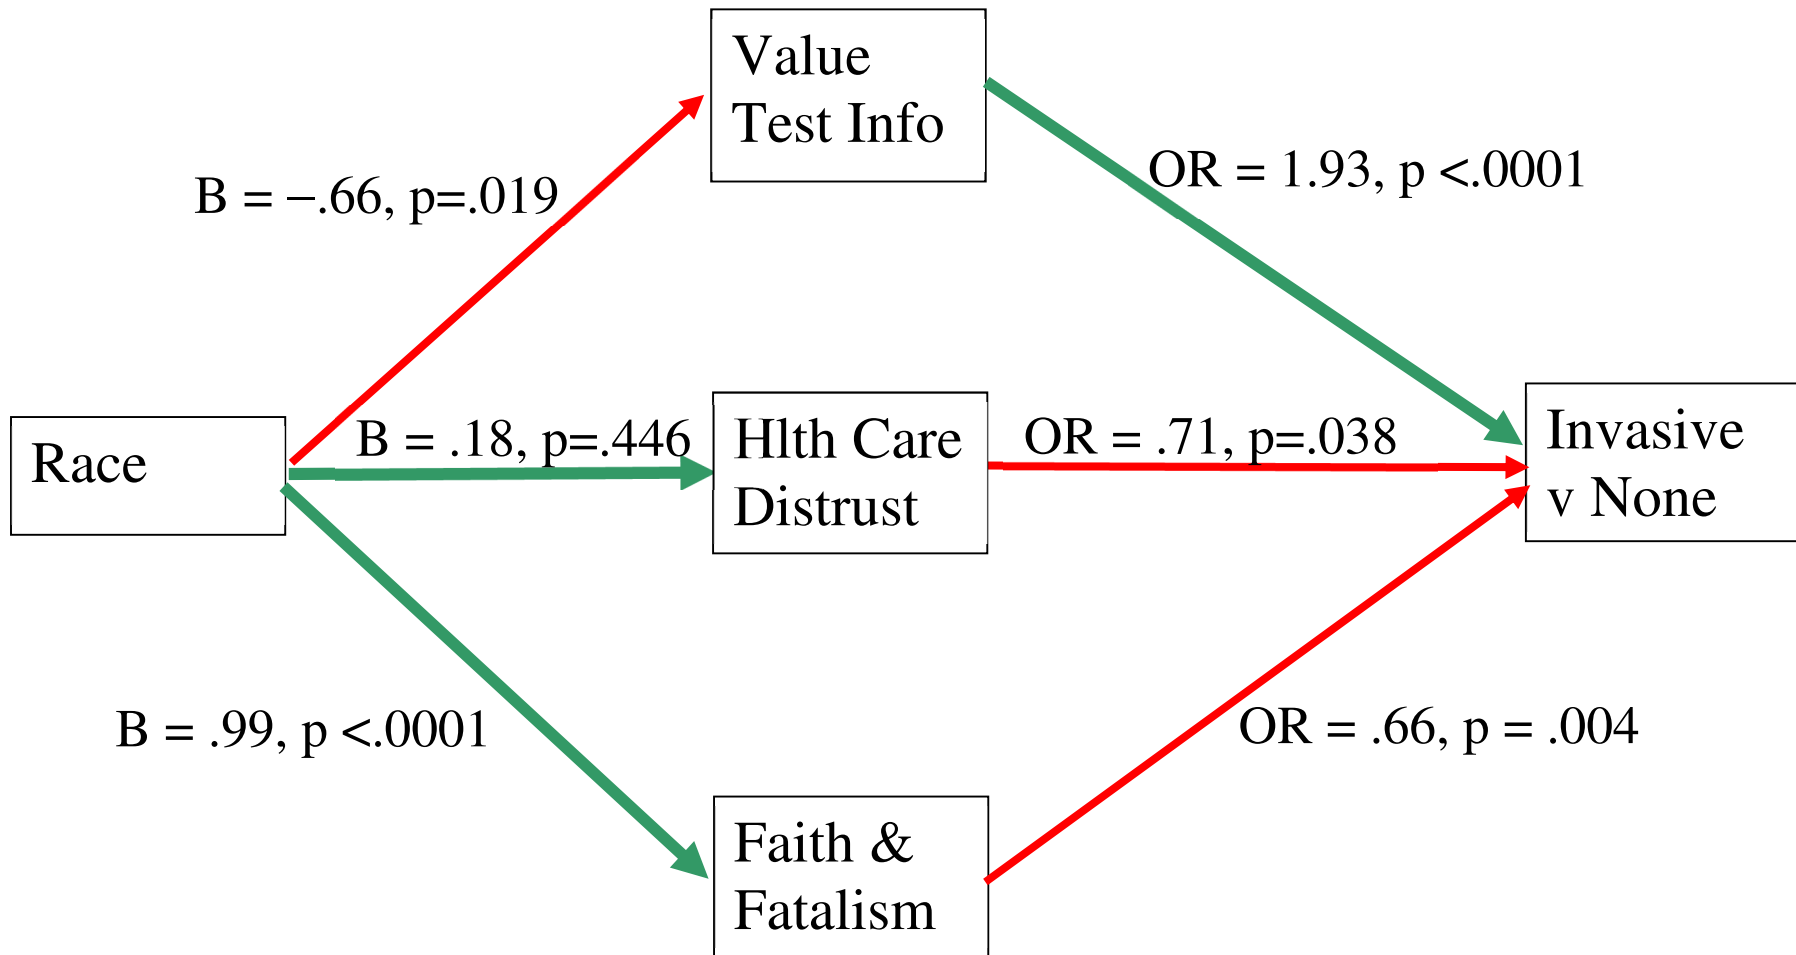 Value
Test Info
B = –.66, p=.019
OR = 1.93, p <.0001
Race
B = .18, p=.446
Hlth Care
Distrust
OR = .71, p=.038
Invasive
v None
B = .99, p <.0001
OR = .66, p = .004
Faith &
Fatalism